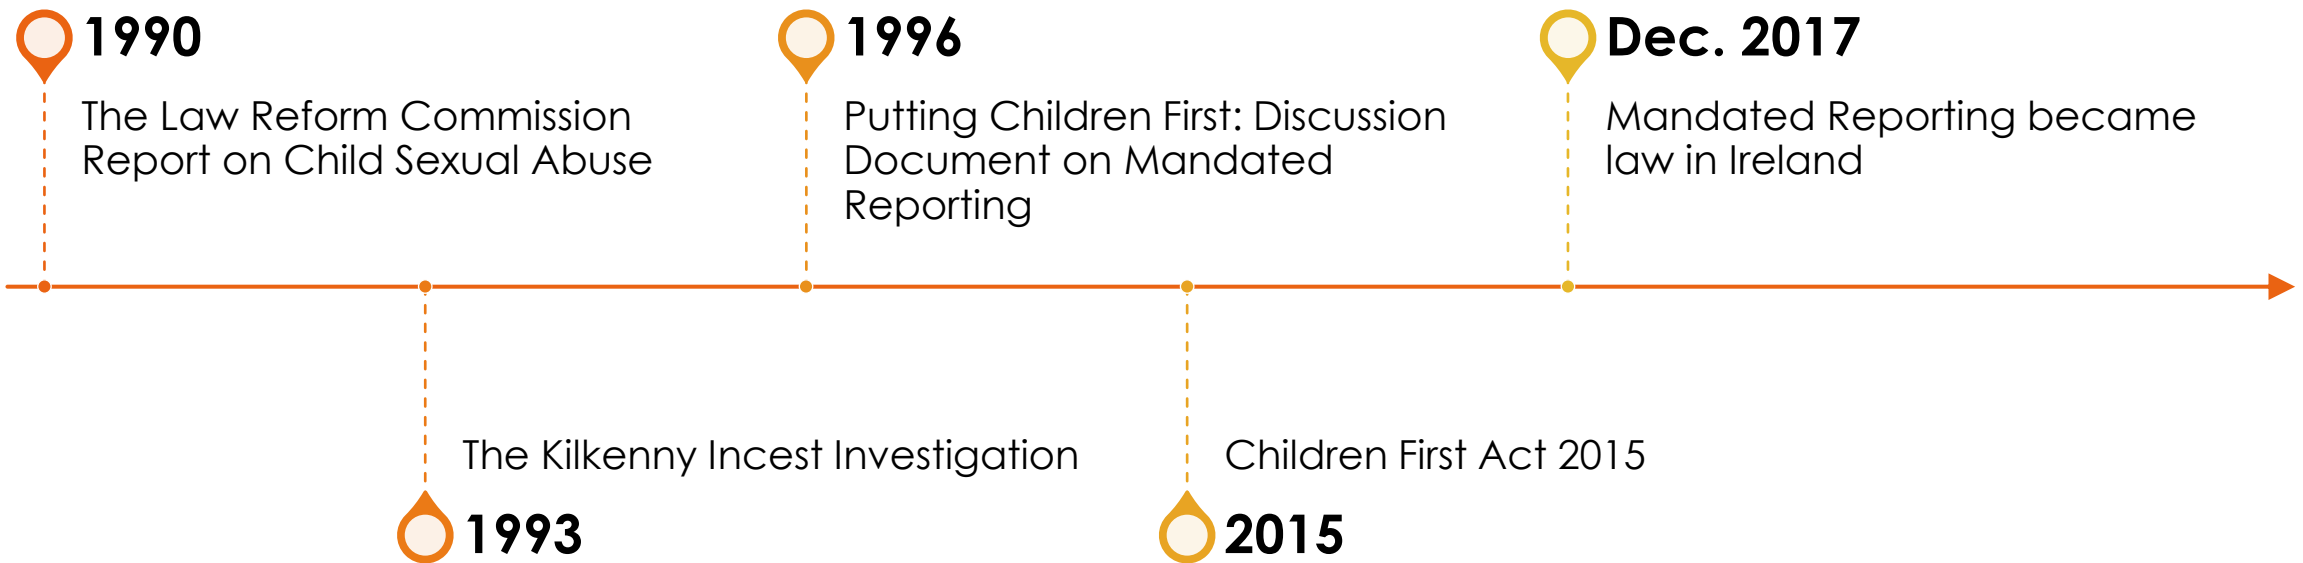 1990
The Law Reform Commission
Report on Child Sexual Abuse
The Kilkenny Incest Investigation
1993
1996
Putting Children First: Discussion
Document on Mandated
Reporting
Children First Act 2015
2015
Dec. 2017
Mandated Reporting became
law in Ireland